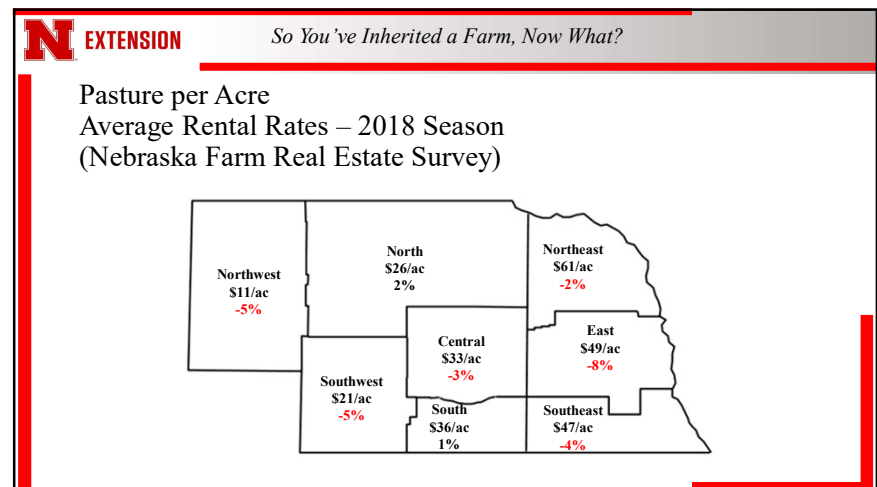 N EXTENSION
So You've Inherited a Farm, Now What?
Pasture per Acre
Average Rental Rates – 2018 Season
(Nebraska Farm Real Estate Survey)
Northwest
$11/ac
-5%
North
$26/ac
2%
Northeast
$61/ac
-2%
Central
$33/ac
-3%
East
$49/ac
-8%
Southwest
$21/ac
-5%
South
$36/ac
1%
Southeast
$47/ac
-4%